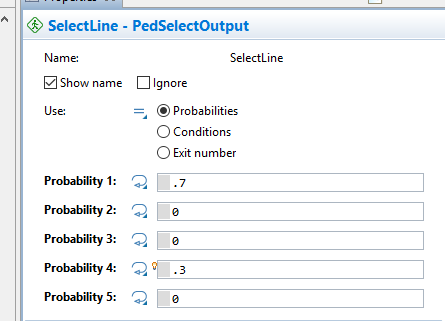 SelectLine - PedSelectOutput
Name: SelectLine
Show name Ignore
Use: Probabilities
Conditions
Exit number
Probability 1: .7
Probability 2: 0
Probability 3: 0
Probability 4: .3
Probability 5: 0